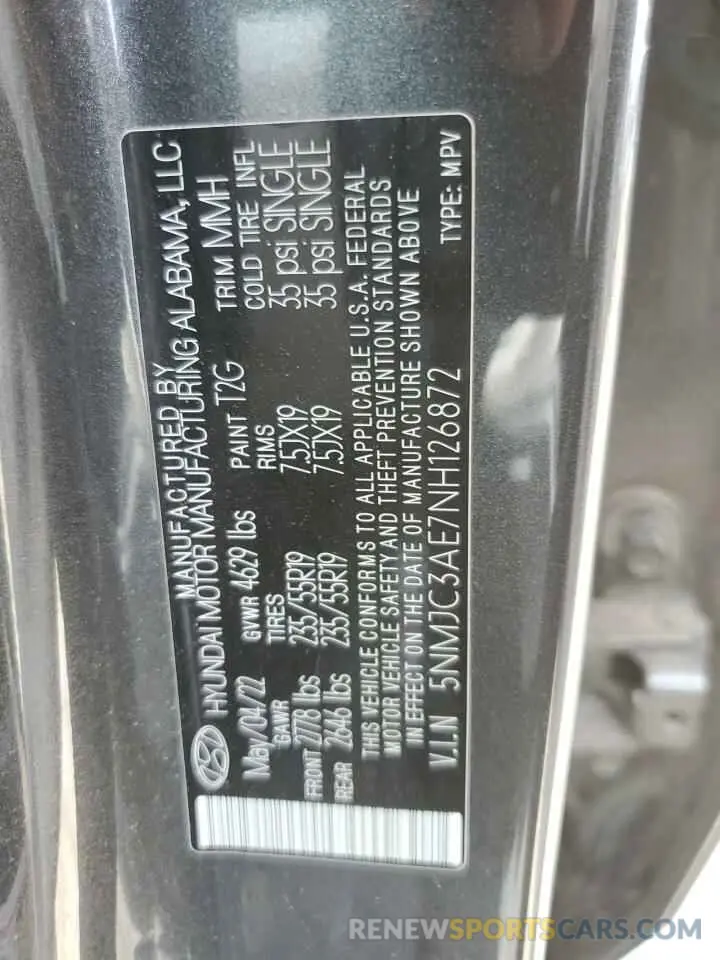 MANUFACTURED BY
HYUNDAI MOTOR MANUFACTURING ALABAMA, LLC
May/04/22 GVWR 4629 lbs PAINT T2G TRIM MMH
GAWR TIRES RIMS COLD TIRE INFL
FRONT 2778 lbs 235/55R19 7.5JX19 35 psi SINGLE
REAR 2646 lbs 235/55R19 7.5JX19 35 psi SINGLE
THIS VEHICLE CONFORMS TO ALL APPLICABLE U.S.A. FEDERAL
MOTOR VEHICLE SAFETY AND THEFT PREVENTION STANDARDS
IN EFFECT ON THE DATE OF MANUFACTURE SHOWN ABOVE
V.I.N 5NMJC3AE7NH126872 TYPE: MPV
RENEWSPORTSCARS.COM